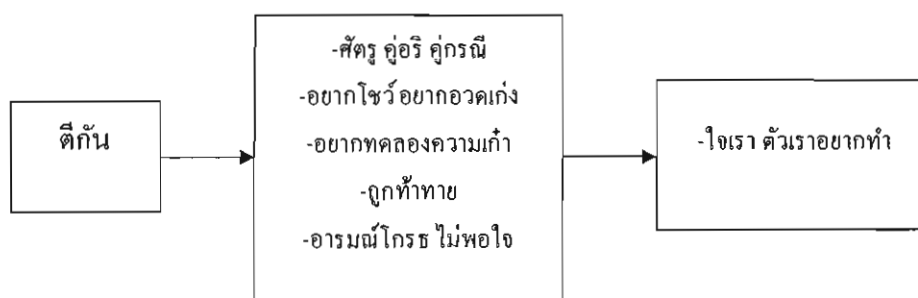 ตีกัน
-ศัตรู คู่อริ คู่กรณี
-อยากโชว์ อยากอวดเก่ง
-อยากทดลองความเก๋า
-ถูกท้าทาย
-อารมณ์โกรธ ไม่พอใจ
-ใจเรา ตัวเราอยากทำ